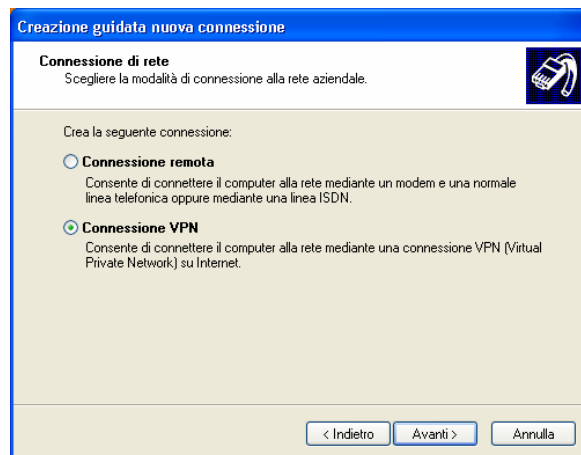 Creazione guidata nuova connessione
Connessione di rete
Scegliere la modalità di connessione alla rete aziendale.
Crea la seguente connessione:
Connessione remota
Consente di connettere il computer alla rete mediante un modem e una normale
linea telefonica oppure mediante una linea ISDN.
Connessione VPN
Consente di connettere il computer alla rete mediante una connessione VPN (Virtual
Private Network) su Internet.
< Indietro Avanti > Annulla